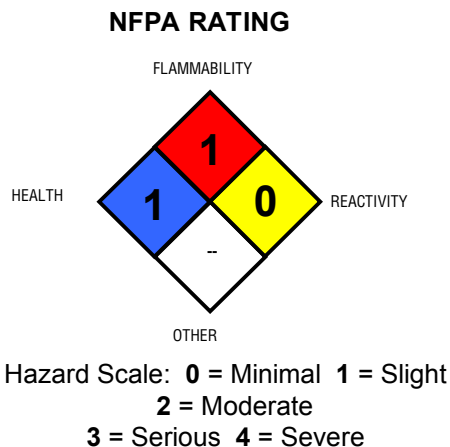 NFPA RATING
FLAMMABILITY
1
HEALTH
1
0
REACTIVITY
--
OTHER
Hazard Scale: 0 = Minimal 1 = Slight
2 = Moderate
3 = Serious 4 = Severe